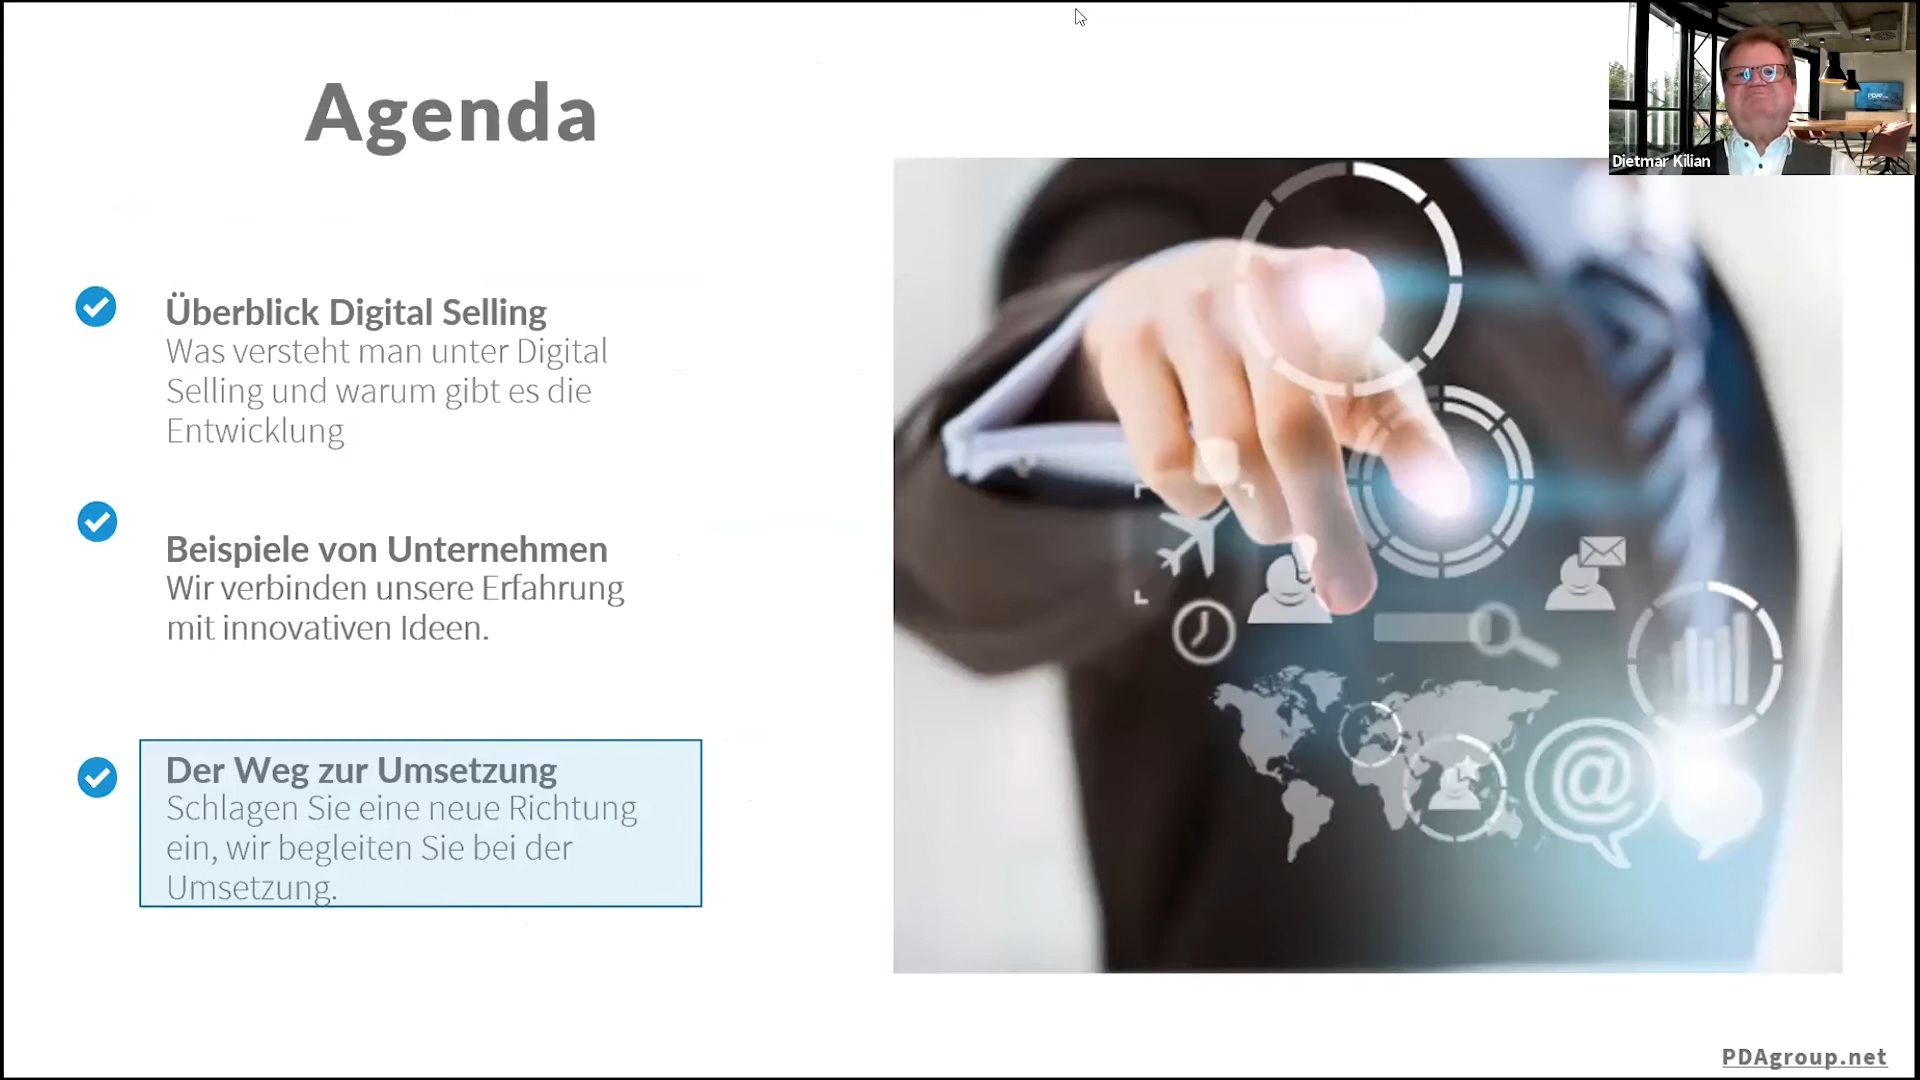 Agenda
Dietmar Kilian
Überblick Digital Selling
Was versteht man unter Digital
Selling und warum gibt es die
Entwicklung
Beispiele von Unternehmen
Wir verbinden unsere Erfahrung
mit innovativen Ideen.
Der Weg zur Umsetzung
Schlagen Sie eine neue Richtung
ein, wir begleiten Sie bei der
Umsetzung.
@
PDAgroup.net